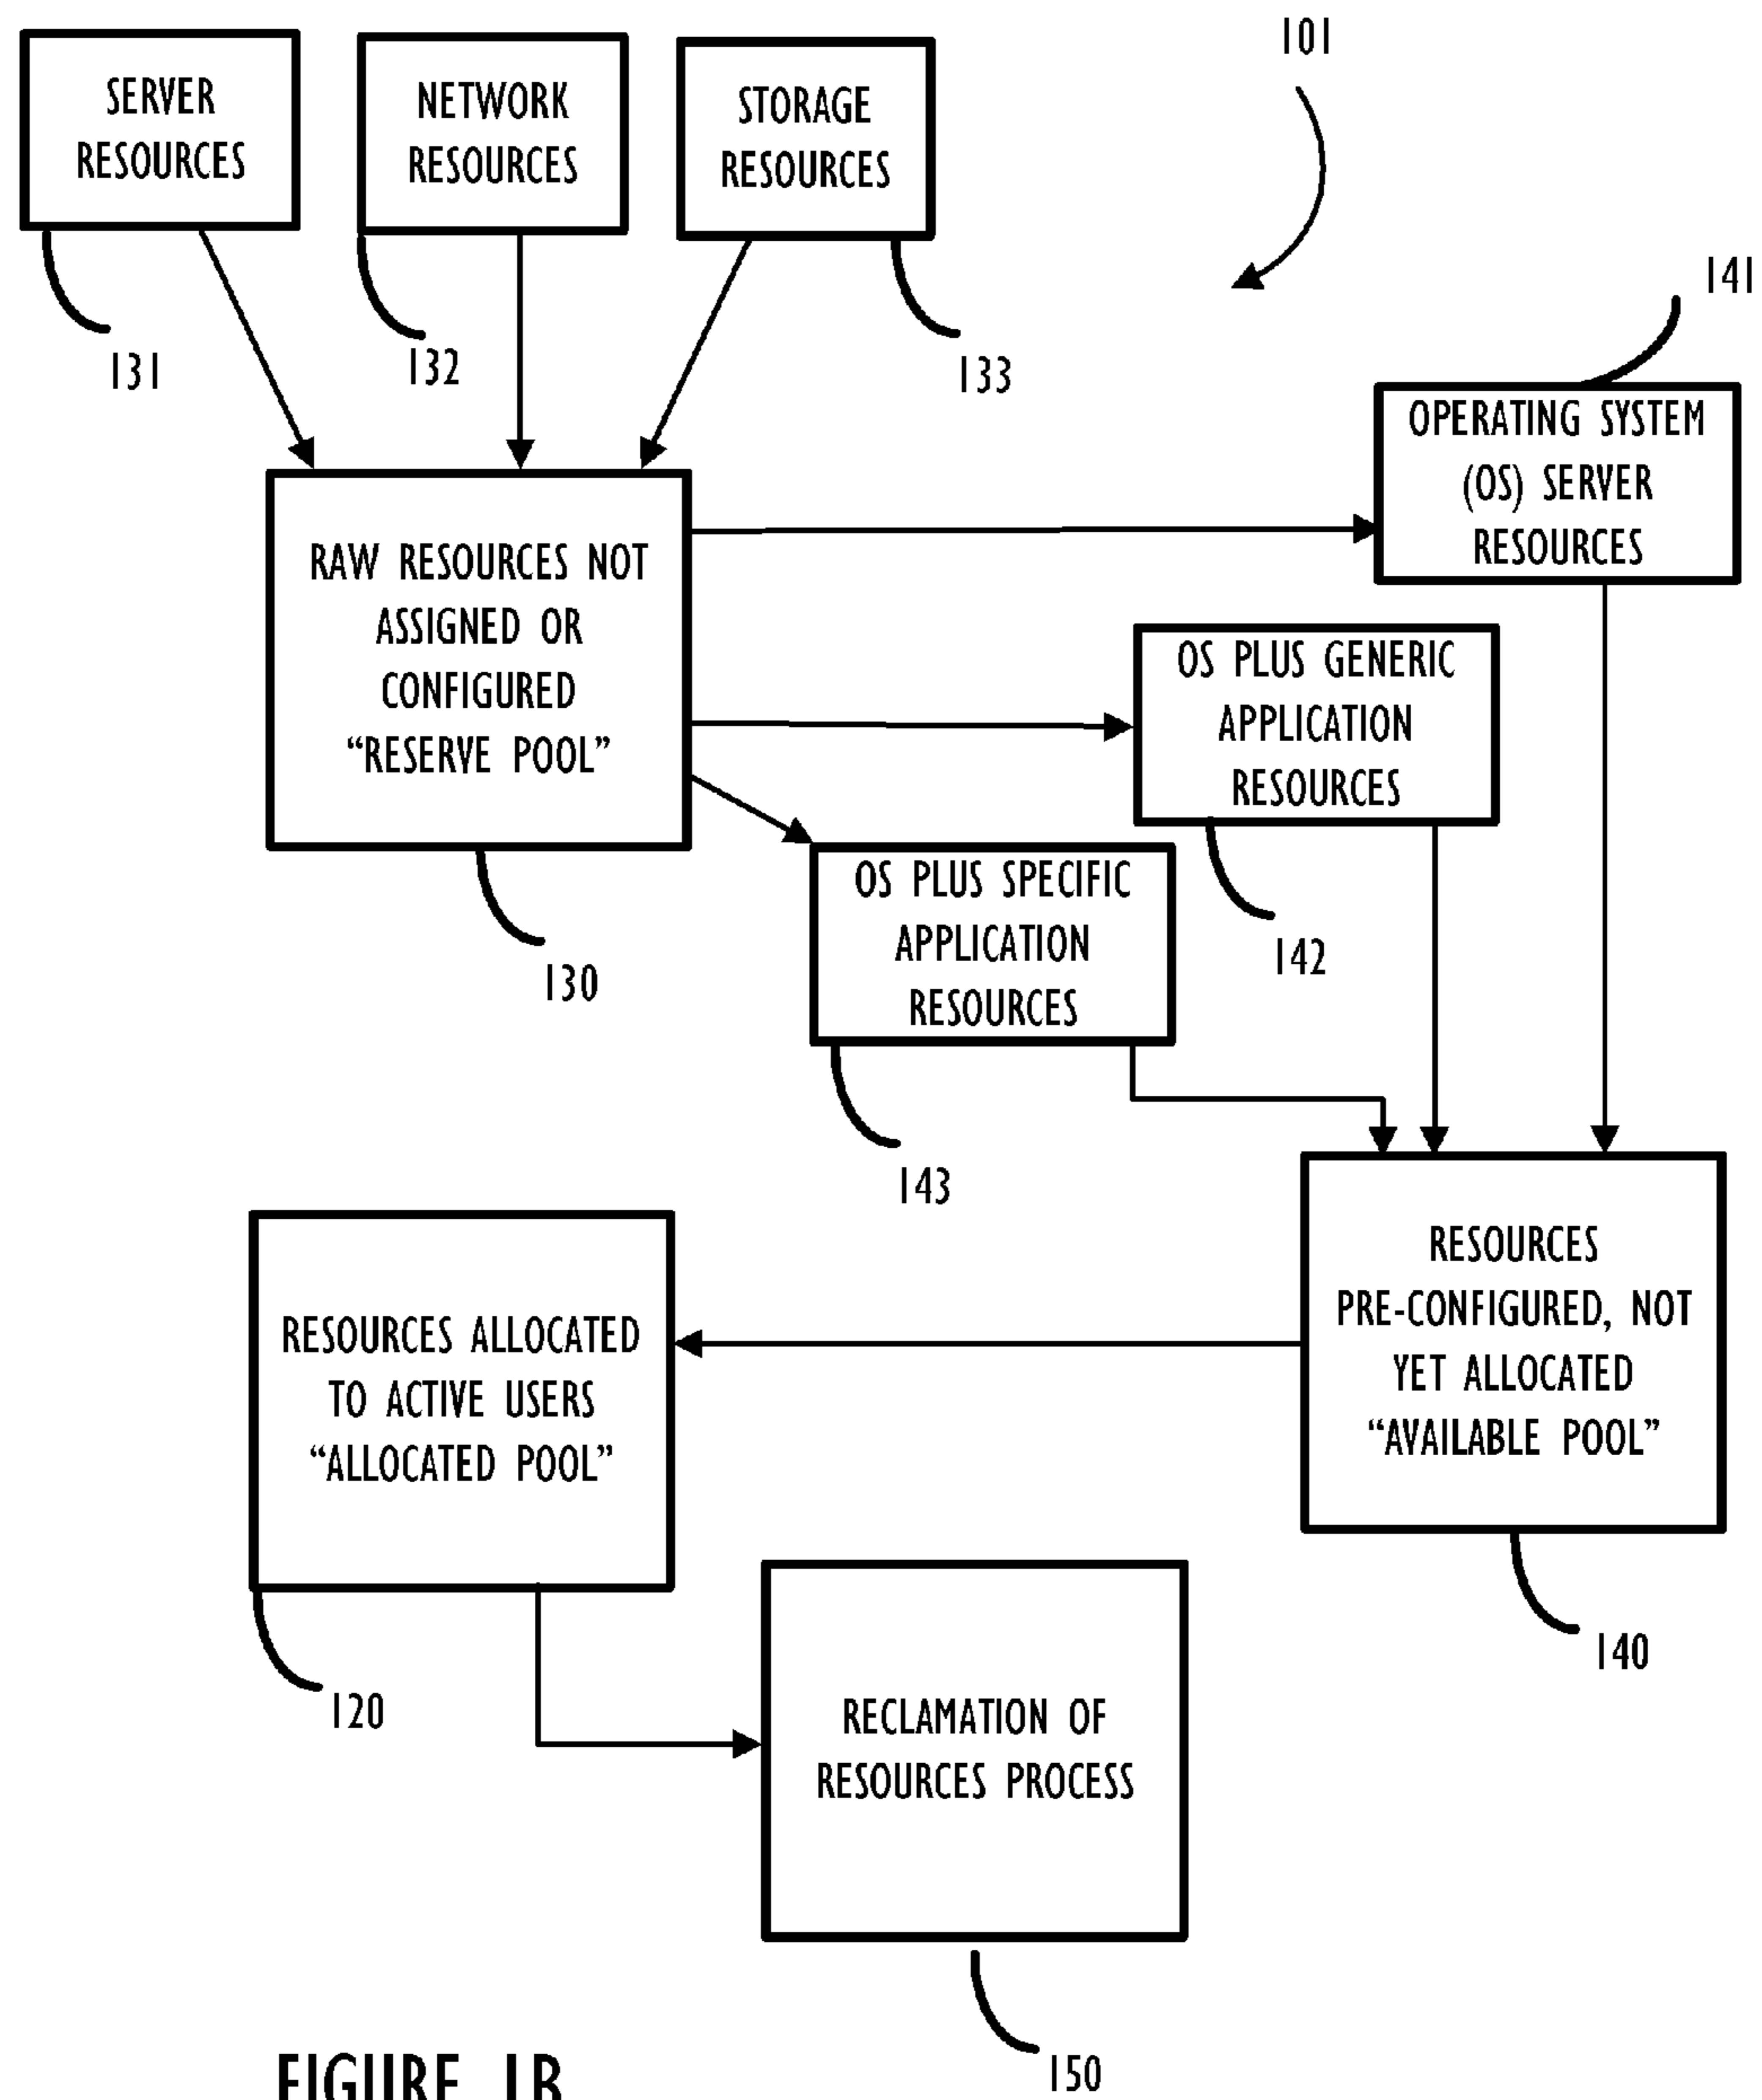 SERVER
RESOURCES
NETWORK
RESOURCES
STORAGE
RESOURCES
101
131
132
133
141
OPERATING SYSTEM
(OS) SERVER
RESOURCES
RAW RESOURCES NOT
ASSIGNED OR
CONFIGURED
“RESERVE POOL”
130
OS PLUS GENERIC
APPLICATION
RESOURCES
142
OS PLUS SPECIFIC
APPLICATION
RESOURCES
143
RESOURCES
PRE-CONFIGURED, NOT
YET ALLOCATED
“AVAILABLE POOL”
140
RESOURCES ALLOCATED
TO ACTIVE USERS
“ALLOCATED POOL”
120
RECLAMATION OF
RESOURCES PROCESS
150
FIGURE 1B